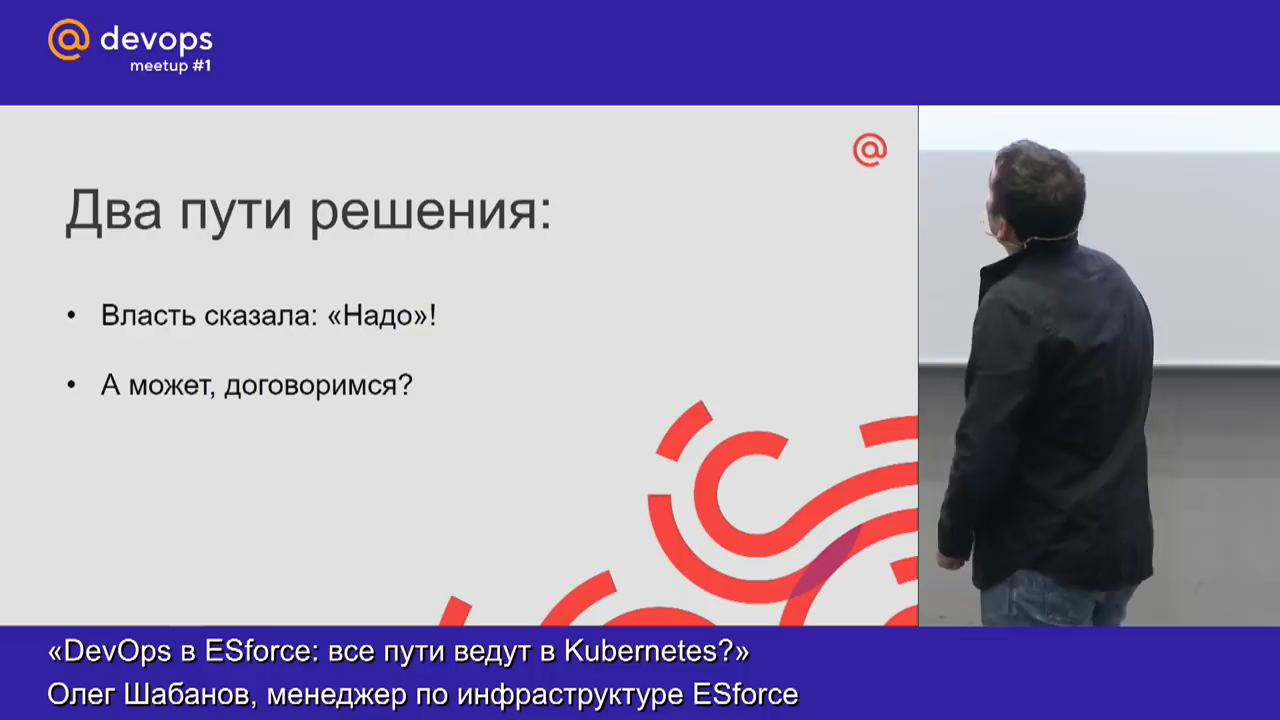 @ devops
meetup #1
@
Два пути решения:
• Власть сказала: «Надо»!
• А может, договоримся?
«DevOps в ESforce: все пути ведут в Kubernetes?»
Олег Шабанов, менеджер по инфраструктуре ESforce